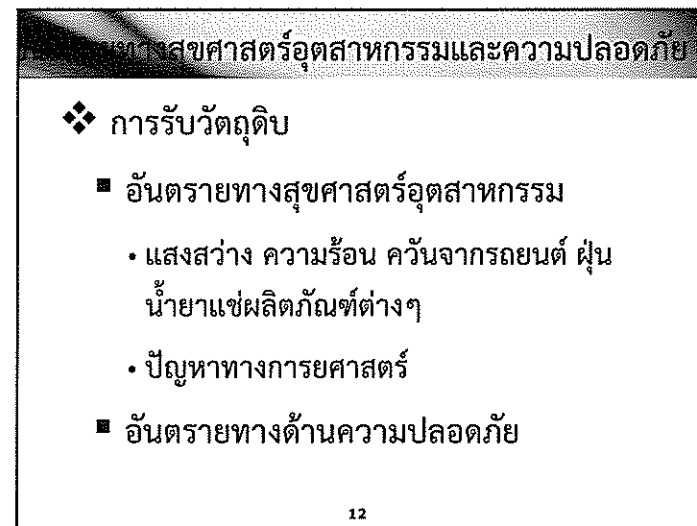 ทางสุขศาสตร์อุตสาหกรรมและความปลอดภัย
❖ การรับวัตถุดิบ
▪ อันตรายทางสุขศาสตร์อุตสาหกรรม
• แสงสว่าง ความร้อน ควันจากรถยนต์ ฝุ่น
น้ำยาแช่ผลิตภัณฑ์ต่างๆ
• ปัญหาทางการยศาสตร์
▪ อันตรายทางด้านความปลอดภัย
12